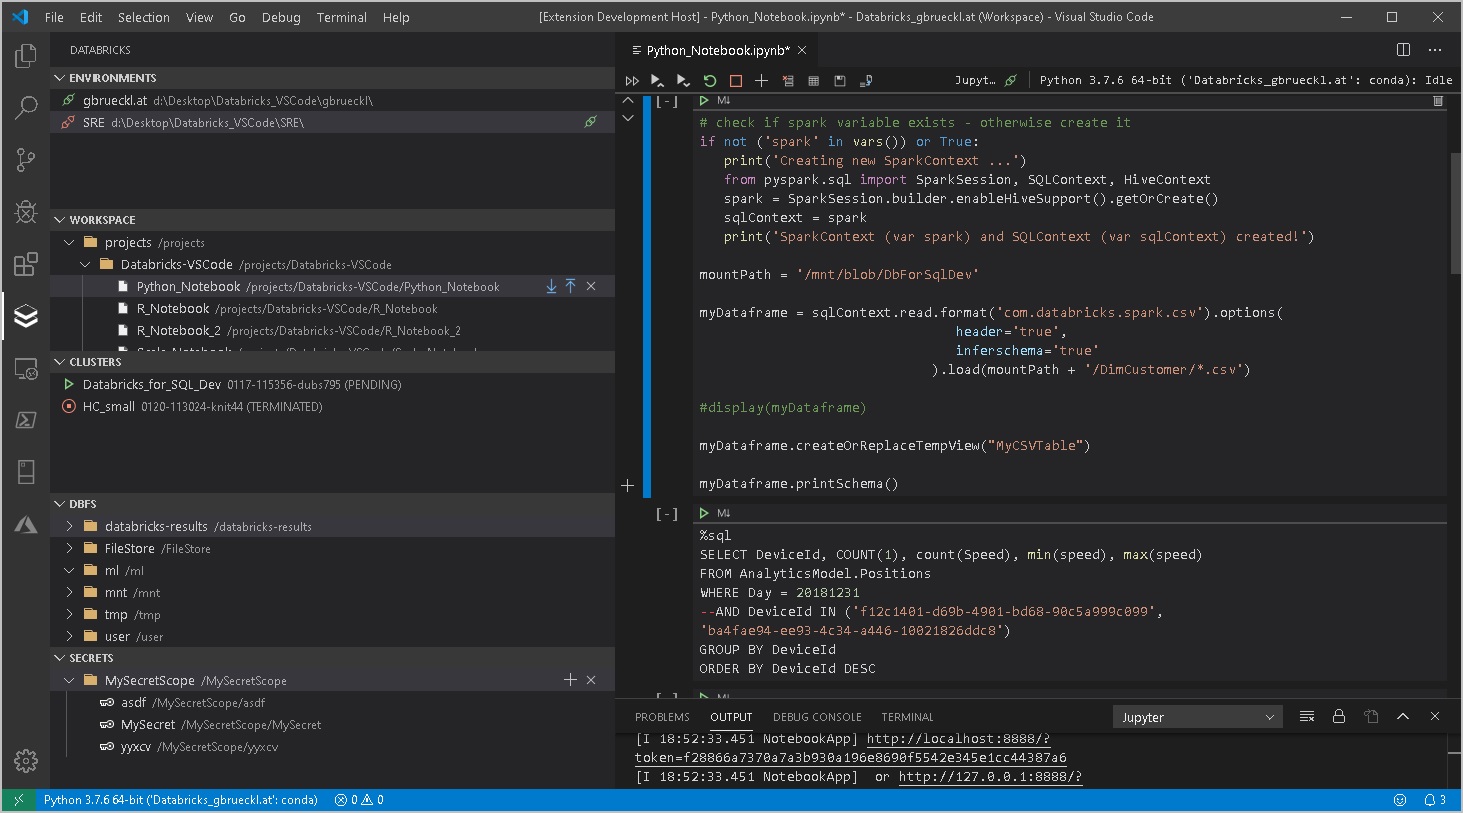 File Edit Selection View Go Debug Terminal Help
[Extension Development Host] - Python_Notebook.ipynb* - Databricks_gbrueckl.at (Workspace) - Visual Studio Code
DATABRICKS
ENVIRONMENTS
gbrueckl.at d:\Desktop\Databricks_VSCode\gbrueckl\
SRE d:\Desktop\Databricks_VSCode\SRE\
WORKSPACE
projects /projects
Databricks-VSCode /projects/Databricks-VSCode
Python_Notebook /projects/Databricks-VSCode/Python_Notebook
R_Notebook /projects/Databricks-VSCode/R_Notebook
R_Notebook_2 /projects/Databricks-VSCode/R_Notebook_2
CLUSTERS
Databricks_for_SQL_Dev 0117-115356-dubs795 (PENDING)
HC_small 0120-113024-knit44 (TERMINATED)
DBFS
databricks-results /databricks-results
FileStore /FileStore
ml /ml
mnt /mnt
tmp /tmp
user /user
SECRETS
MySecretScope /MySecretScope
asdf /MySecretScope/asdf
MySecret /MySecretScope/MySecret
yyxcv /MySecretScope/yyxcv
Python_Notebook.ipynb*
Jupyt... Python 3.7.6 64-bit ('Databricks_gbrueckl.at': conda): Idle
[-] M↓
# check if spark variable exists - otherwise create it
if not ('spark' in vars()) or True:
print('Creating new SparkContext ...')
from pyspark.sql import SparkSession, SQLContext, HiveContext
spark = SparkSession.builder.enableHiveSupport().getOrCreate()
sqlContext = spark
print('SparkContext (var spark) and SQLContext (var sqlContext) created!')
mountPath = '/mnt/blob/DbForSqlDev'
myDataframe = sqlContext.read.format('com.databricks.spark.csv').options(
header='true',
inferschema='true'
).load(mountPath + '/DimCustomer/*.csv')
#display(myDataframe)
myDataframe.createOrReplaceTempView("MyCSVTable")
myDataframe.printSchema()
[-] M↓
%sql
SELECT DeviceId, COUNT(1), count(Speed), min(speed), max(speed)
FROM AnalyticsModel.Positions
WHERE Day = 20181231
--AND DeviceId IN ('f12c1401-d69b-4901-bd68-90c5a999c099',
'ba4fae94-ee93-4c34-a446-10021826ddc8')
GROUP BY DeviceId
ORDER BY DeviceId DESC
PROBLEMS OUTPUT DEBUG CONSOLE TERMINAL
Jupyter
[I 18:52:33.451 NotebookApp] http://localhost:8888/?
token=f28866a7370a7a3b930a196e8690f5542e345e1cc44387a6
[I 18:52:33.451 NotebookApp] or http://127.0.0.1:8888/?
Python 3.7.6 64-bit ('Databricks_gbrueckl.at': conda) 0 0
3